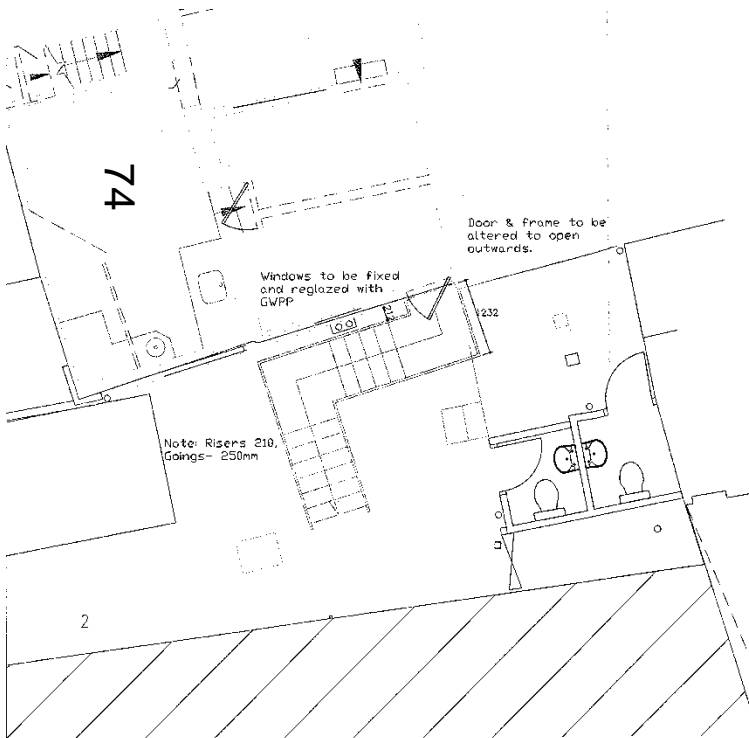 74
Door & frame to be
altered to open
outwards.
Windows to be fixed
and reglazed with
GWPP
1232
Note: Risers 210,
Goings- 250mm
2